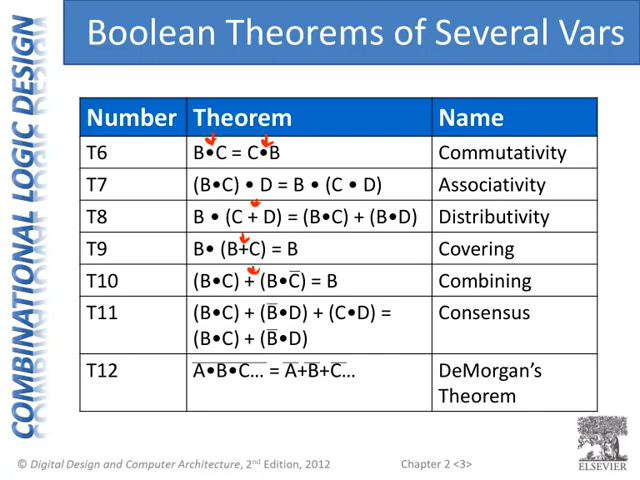 Boolean Theorems of Several Vars
COMBINATIONAL LOGIC DESIGN
Number Theorem Name
T6 B•C = C•B Commutativity
T7 (B•C) • D = B • (C • D) Associativity
T8 B • (C + D) = (B•C) + (B•D) Distributivity
T9 B• (B+C) = B Covering
T10 (B•C) + (B•C̅) = B Combining
T11 (B•C) + (B̅•D) + (C•D) = Consensus
(B•C) + (B̅•D)
T12 A̅•̅B̅•̅C̅.̅.̅.̅ = A̅+B̅+C̅... DeMorgan's
Theorem
© Digital Design and Computer Architecture, 2nd Edition, 2012 Chapter 2 <3>
ELSEVIER